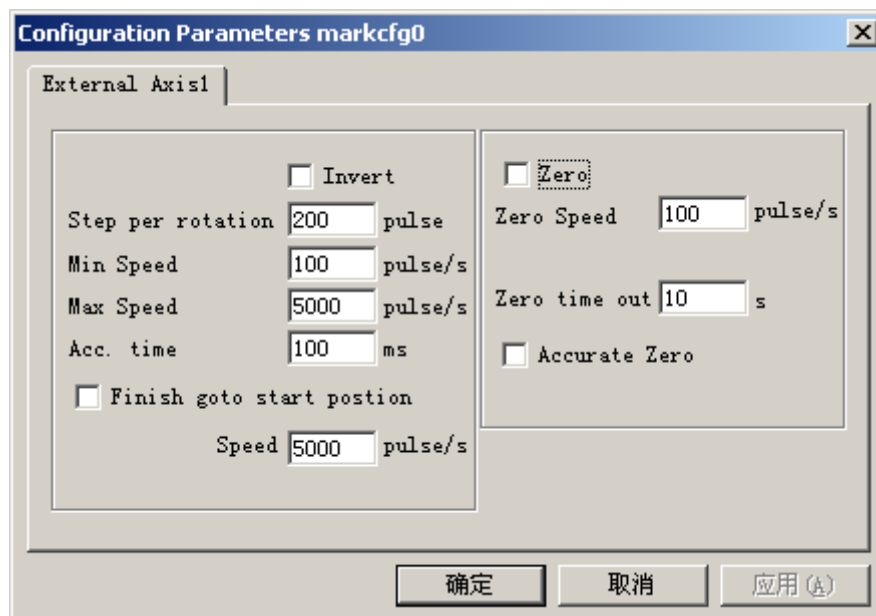 Configuration Parameters markcfg0
External Axis1
Invert
Step per rotation 200 pulse
Min Speed 100 pulse/s
Max Speed 5000 pulse/s
Acc. time 100 ms
Finish goto start postion
Speed 5000 pulse/s
Zero
Zero Speed 100 pulse/s
Zero time out 10 s
Accurate Zero
确定 取消 应用(A)